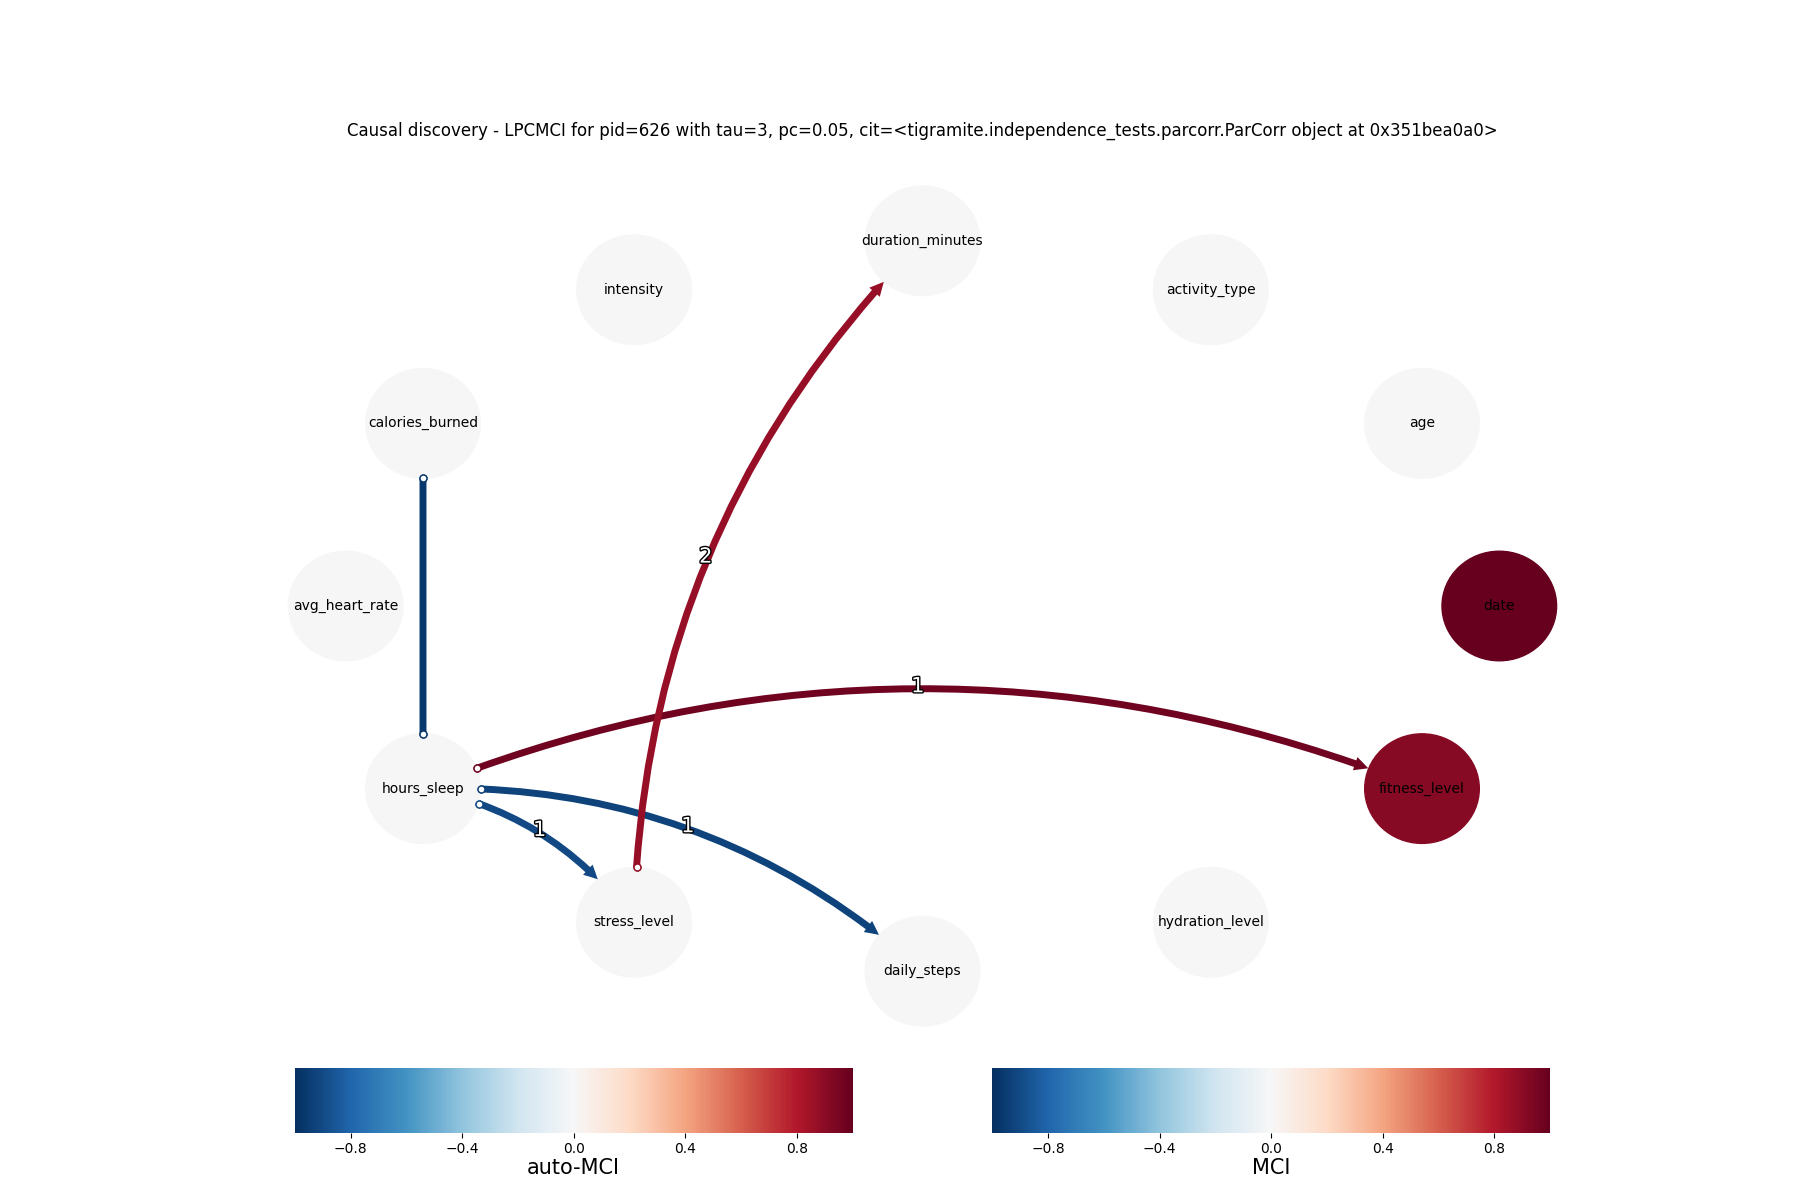 Causal discovery - LPCMCI for pid=626 with tau=3, pc=0.05, cit=<tigramite.independence_tests.parcorr.ParCorr object at 0x351bea0a0>
duration_minutes
intensity
activity_type
calories_burned
age
2
avg_heart_rate
date
1
hours_sleep
fitness_level
1
1
stress_level
hydration_level
daily_steps
−0.8 −0.4 0.0 0.4 0.8
auto-MCI
−0.8 −0.4 0.0 0.4 0.8
MCI